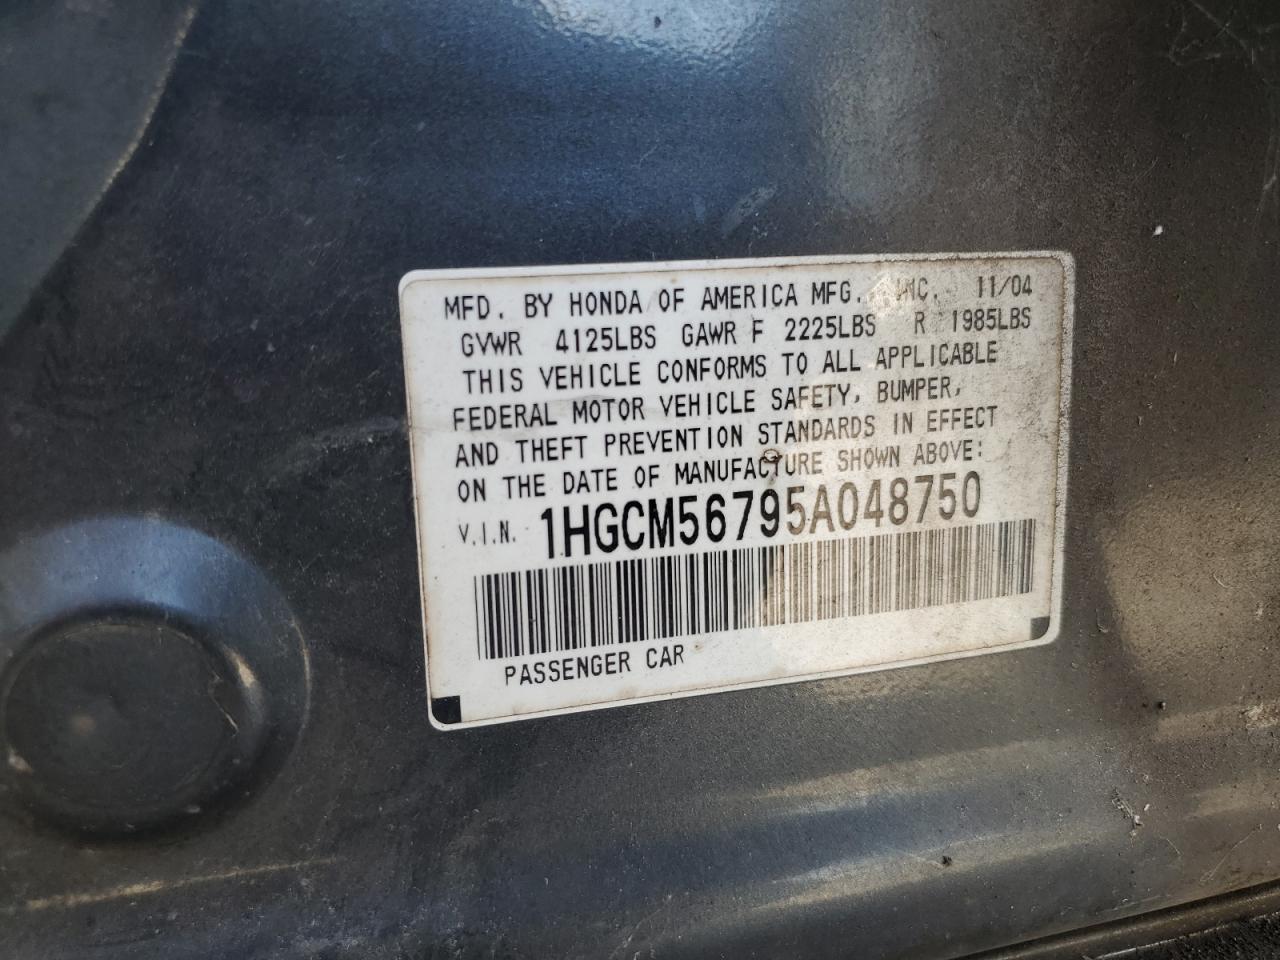 MFD. BY HONDA OF AMERICA MFG., INC. 11/04
GVWR 4125LBS GAWR F 2225LBS R 1985LBS
THIS VEHICLE CONFORMS TO ALL APPLICABLE
FEDERAL MOTOR VEHICLE SAFETY, BUMPER,
AND THEFT PREVENTION STANDARDS IN EFFECT
ON THE DATE OF MANUFACTURE SHOWN ABOVE:
V.I.N. 1HGCM56795A048750
PASSENGER CAR